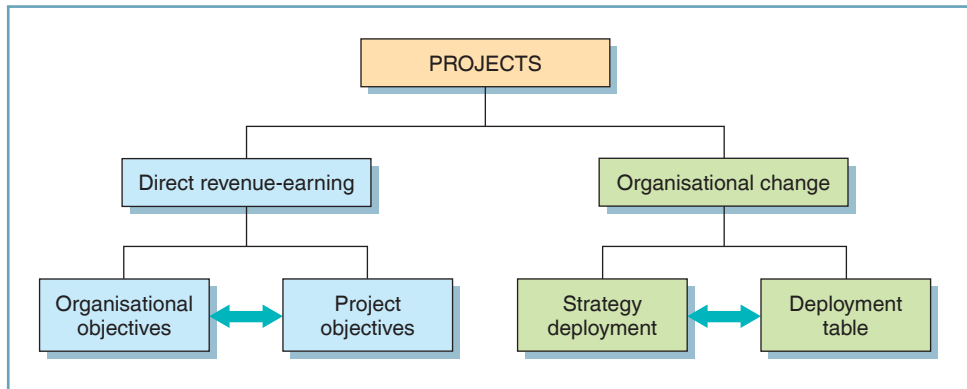 PROJECTS
Direct revenue-earning
Organisational change
Organisational
objectives
Project
objectives
Strategy
deployment
Deployment
table